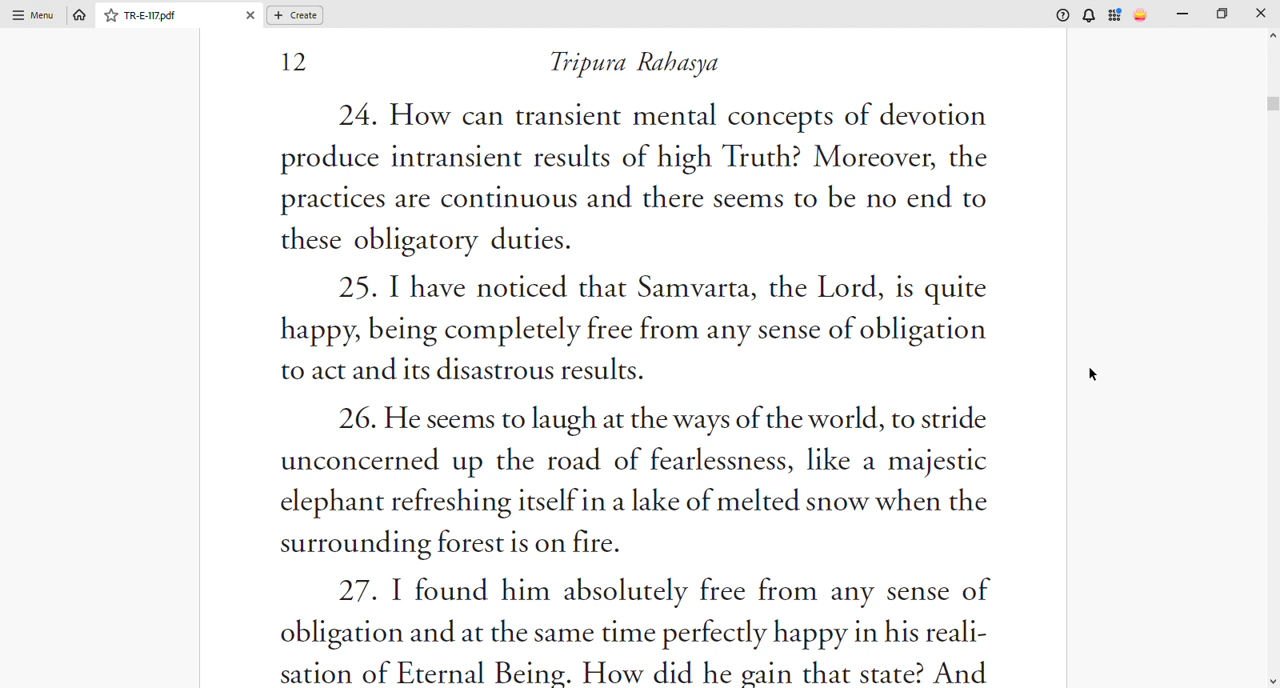 Menu TR-E-117.pdf Create
12 Tripura Rahasya
24. How can transient mental concepts of devotion
produce intransient results of high Truth? Moreover, the
practices are continuous and there seems to be no end to
these obligatory duties.
25. I have noticed that Samvarta, the Lord, is quite
happy, being completely free from any sense of obligation
to act and its disastrous results.
26. He seems to laugh at the ways of the world, to stride
unconcerned up the road of fearlessness, like a majestic
elephant refreshing itself in a lake of melted snow when the
surrounding forest is on fire.
27. I found him absolutely free from any sense of
obligation and at the same time perfectly happy in his reali-
sation of Eternal Being. How did he gain that state? And